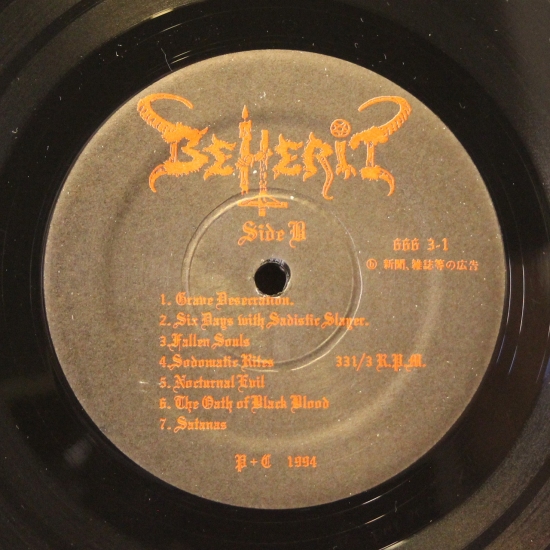 BEHERIT
Side B
666 3-1
Ⓗ 新聞、雑誌等の広告
1. Grave Desecration.
2. Six Days with Sadistic Slayer.
3.Fallen Souls
4.Sodomatic Rites 331/3 R.P.M.
5. Nocturnal Evil
6. The Oath of Black Blood
7. Satanas
P + C 1994